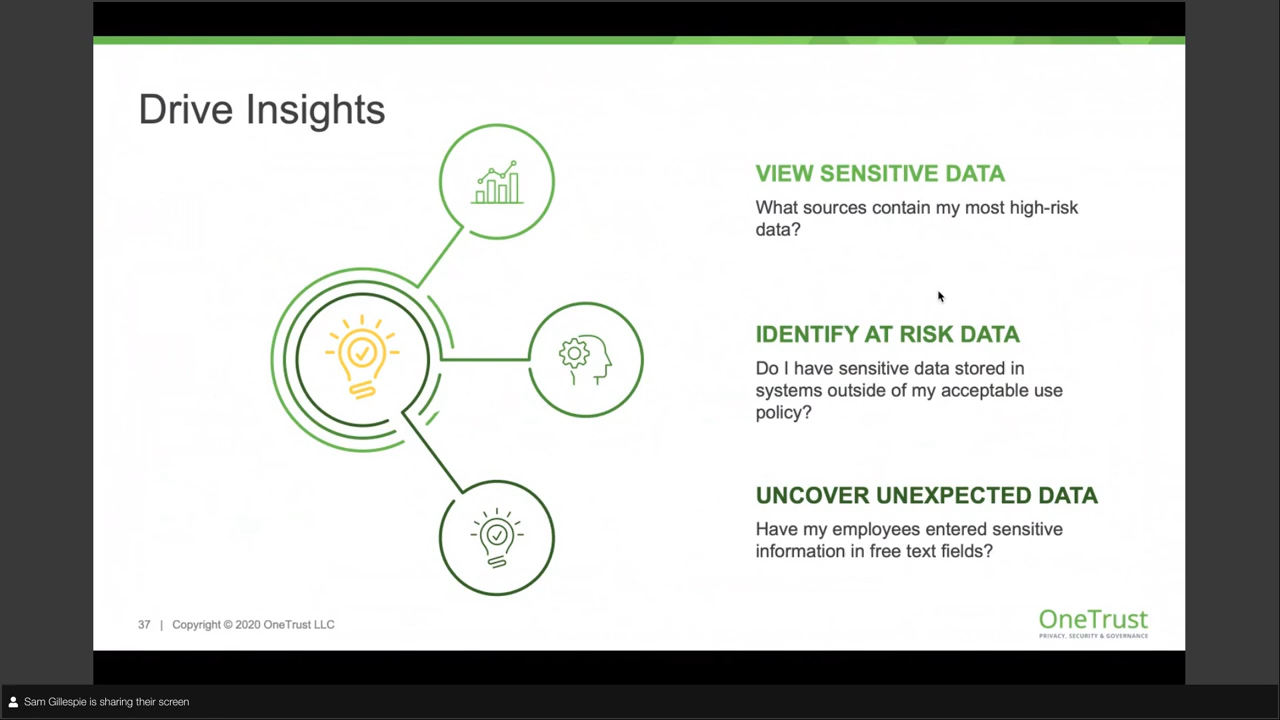 Drive Insights
VIEW SENSITIVE DATA
What sources contain my most high-risk
data?
IDENTIFY AT RISK DATA
Do I have sensitive data stored in
systems outside of my acceptable use
policy?
UNCOVER UNEXPECTED DATA
Have my employees entered sensitive
information in free text fields?
37 | Copyright © 2020 OneTrust LLC
OneTrust
PRIVACY, SECURITY & GOVERNANCE
Sam Gillespie is sharing their screen